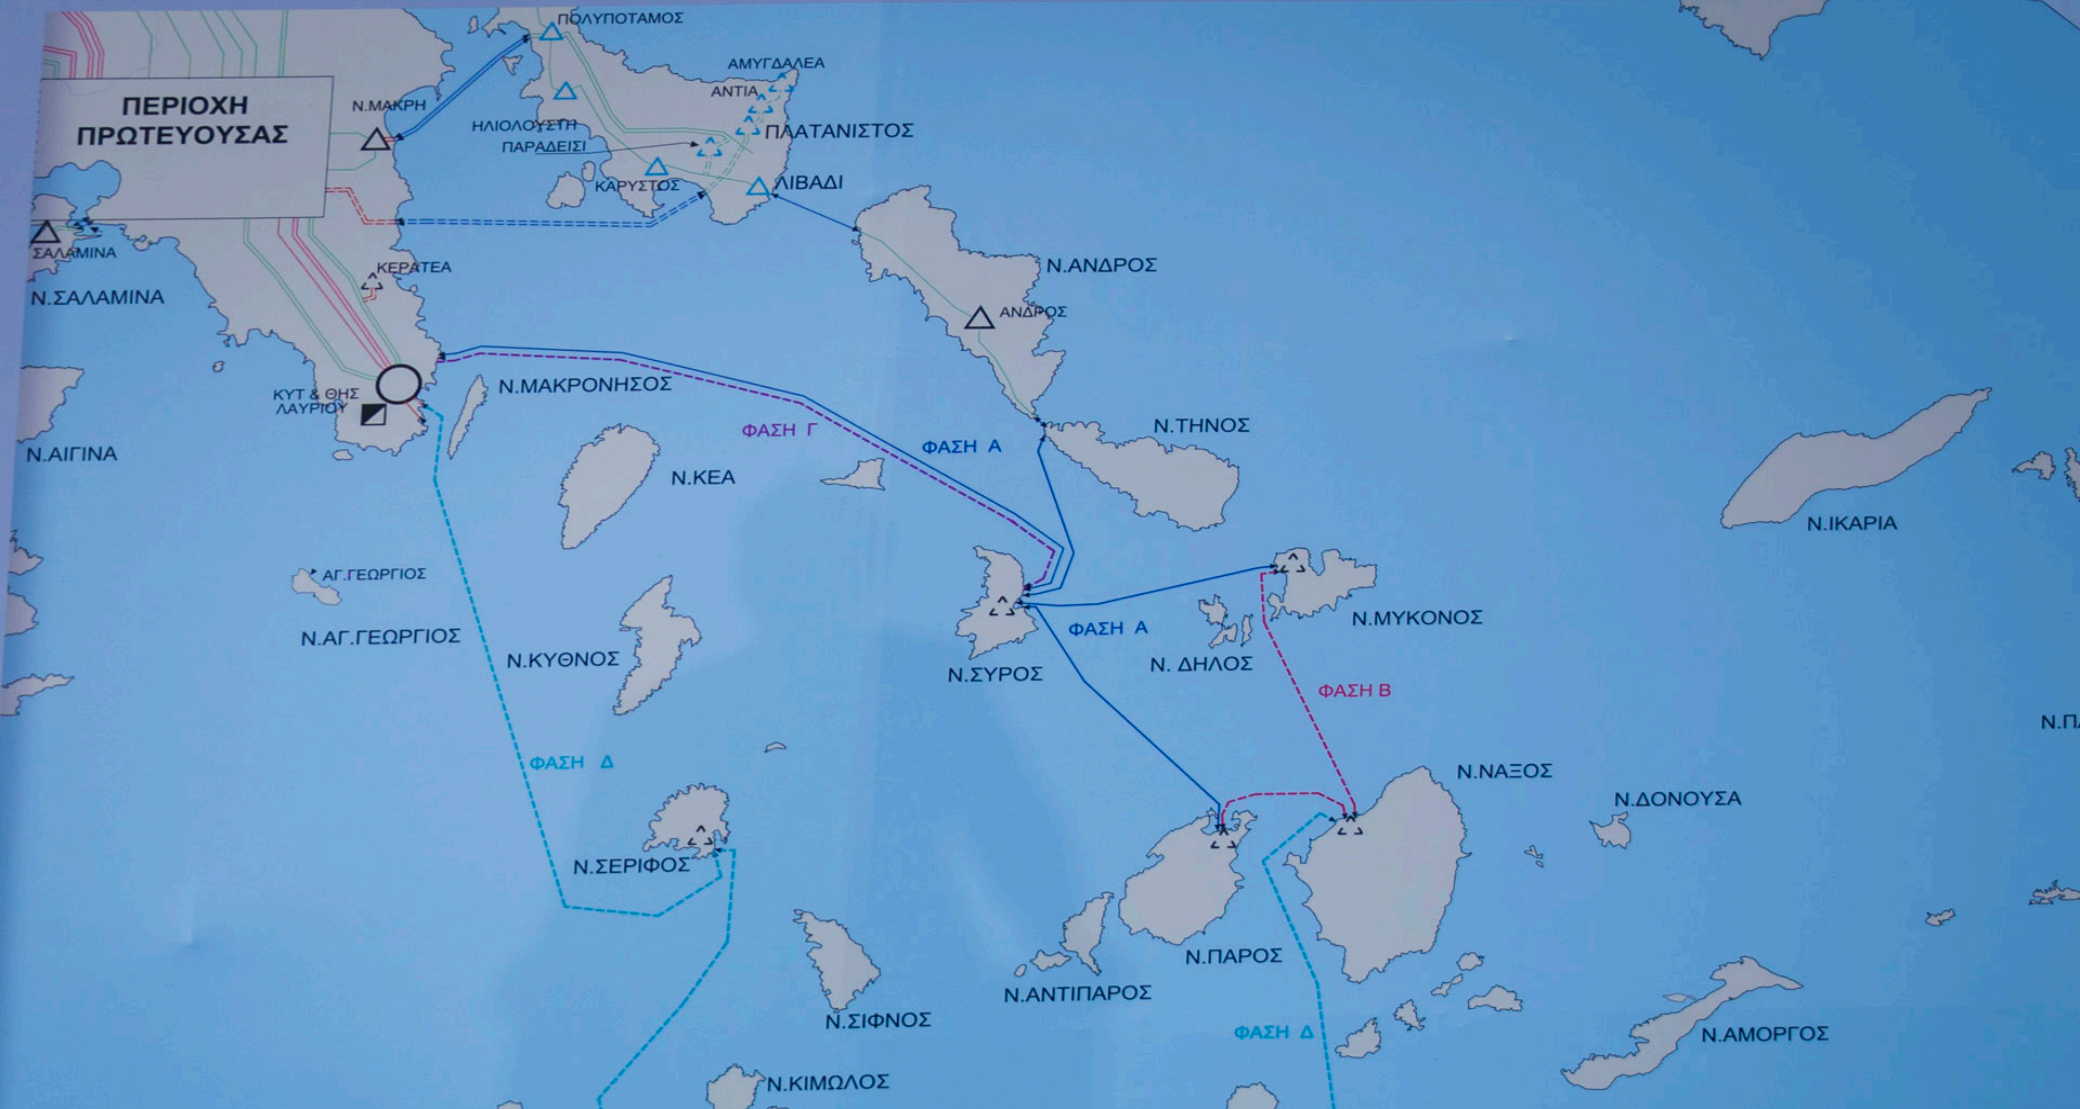 ΠΟΛΥΠΟΤΑΜΟΣ
ΑΜΥΓΔΑΛΕΑ
ΑΝΤΙΑ
ΠΕΡΙΟΧΗ
ΠΡΩΤΕΥΟΥΣΑΣ
Ν.ΜΑΚΡΗ
ΗΛΙΟΛΟΥΣΤΗ
ΠΛΑΤΑΝΙΣΤΟΣ
ΠΑΡΑΔΕΙΣΙ
ΚΑΡΥΣΤΟΣ
ΛΙΒΑΔΙ
ΣΑΛΑΜΙΝΑ
Ν.ΣΑΛΑΜΙΝΑ
ΚΕΡΑΤΕΑ
Ν.ΑΝΔΡΟΣ
ΑΝΔΡΟΣ
ΚΥΤ & ΘΗΣ
ΛΑΥΡΙΟΥ
Ν.ΜΑΚΡΟΝΗΣΟΣ
ΦΑΣΗ Γ
ΦΑΣΗ Α
Ν.ΤΗΝΟΣ
Ν.ΑΙΓΙΝΑ
Ν.ΚΕΑ
Ν.ΙΚΑΡΙΑ
ΑΓ.ΓΕΩΡΓΙΟΣ
Ν.ΑΓ.ΓΕΩΡΓΙΟΣ
Ν.ΚΥΘΝΟΣ
Ν.ΣΥΡΟΣ
ΦΑΣΗ Α
Ν. ΔΗΛΟΣ
Ν.ΜΥΚΟΝΟΣ
ΦΑΣΗ Β
ΦΑΣΗ Δ
Ν.ΝΑΞΟΣ
Ν.ΔΟΝΟΥΣΑ
Ν.ΣΕΡΙΦΟΣ
Ν.ΠΑΡΟΣ
Ν.ΑΝΤΙΠΑΡΟΣ
Ν.ΣΙΦΝΟΣ
ΦΑΣΗ Δ
Ν.ΑΜΟΡΓΟΣ
Ν.ΚΙΜΩΛΟΣ